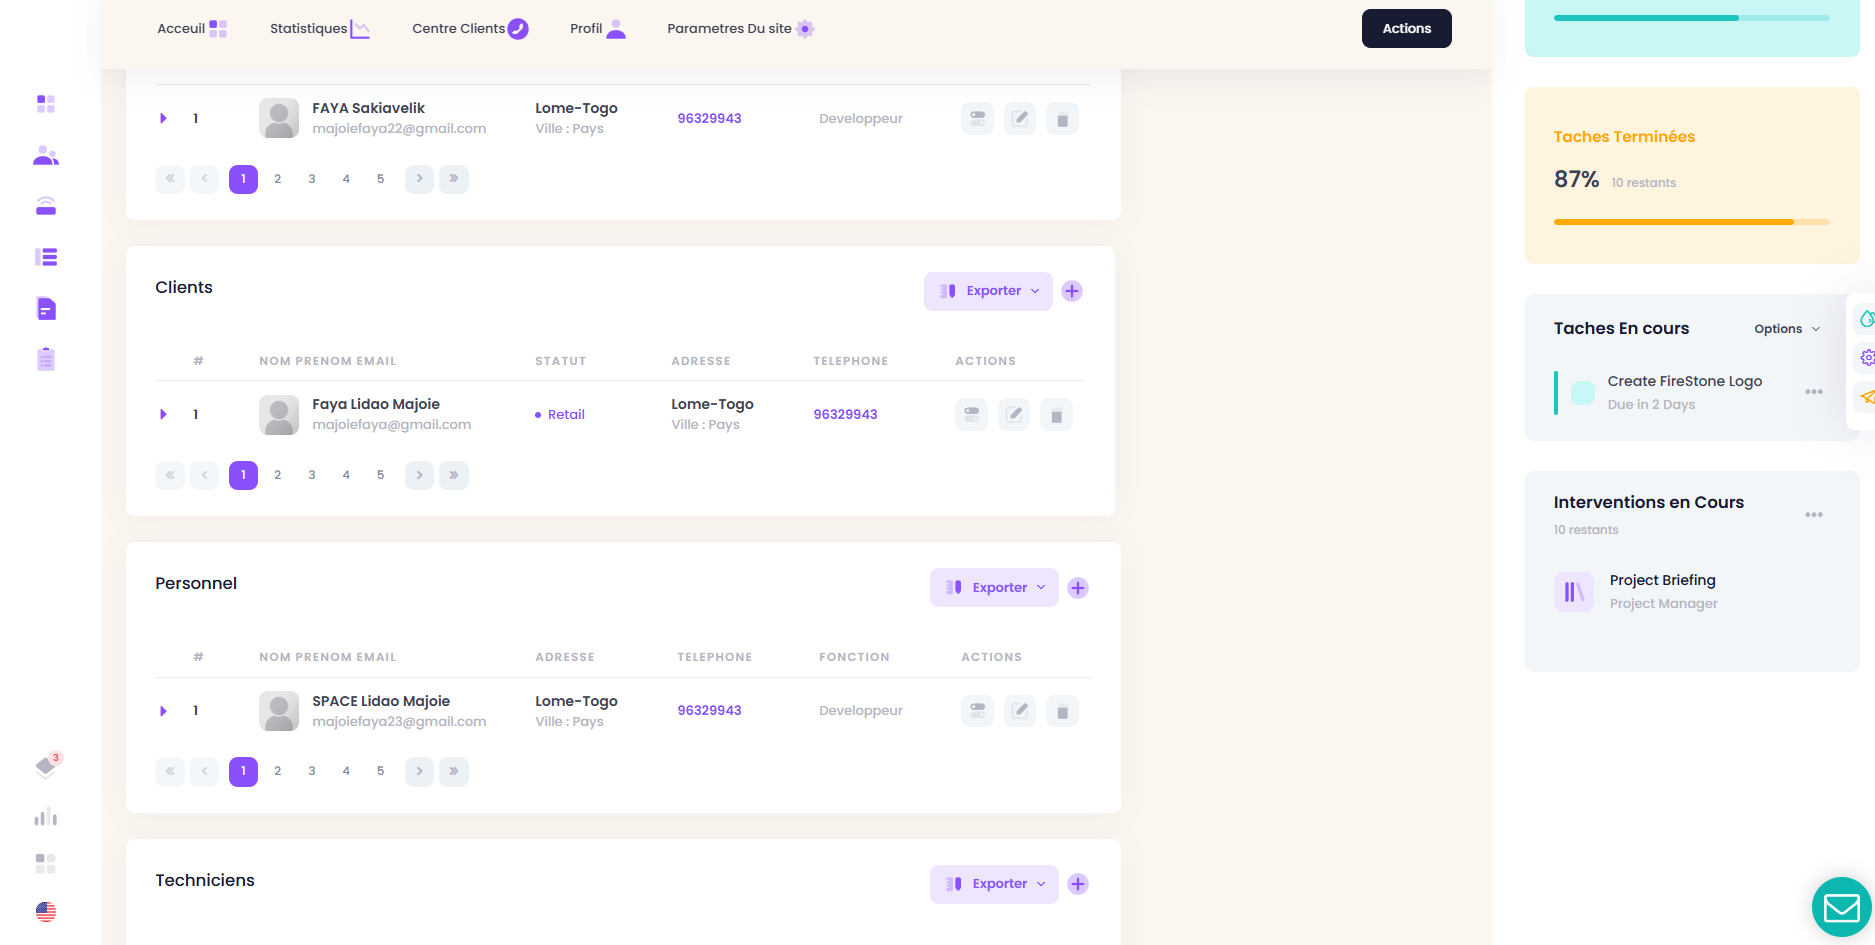 Acceuil
Statistiques
Centre Clients
Profil
Parametres Du site
Actions
1
FAYA Sakiavelik
majoiefaya22@gmail.com
Lome-Togo
Ville : Pays
96329943
Developpeur
1 2 3 4 5
Clients
Exporter
# NOM PRENOM EMAIL STATUT ADRESSE TELEPHONE ACTIONS
1
Faya Lidao Majoie
majoiefaya@gmail.com
Retail
Lome-Togo
Ville : Pays
96329943
1 2 3 4 5
Personnel
Exporter
# NOM PRENOM EMAIL ADRESSE TELEPHONE FONCTION ACTIONS
1
SPACE Lidao Majoie
majoiefaya23@gmail.com
Lome-Togo
Ville : Pays
96329943
Developpeur
1 2 3 4 5
Techniciens
Exporter
3
Taches Terminées
87% 10 restants
Taches En cours
Options
Create FireStone Logo
Due in 2 Days
Interventions en Cours
10 restants
Project Briefing
Project Manager